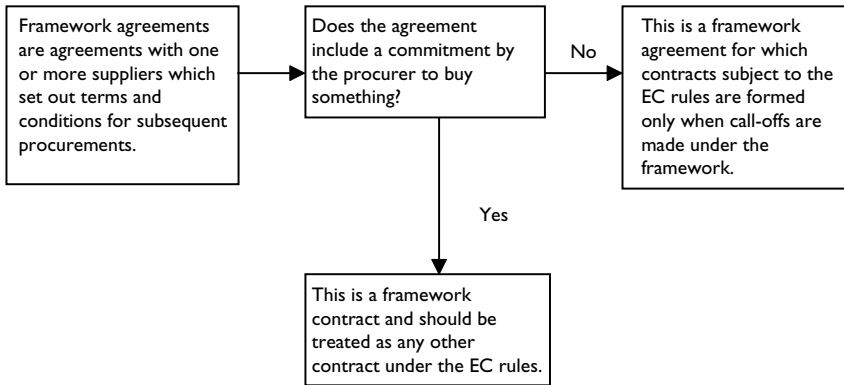 Framework agreements
are agreements with one
or more suppliers which
set out terms and
conditions for subsequent
procurements.
Does the agreement
include a commitment by
the procurer to buy
something?
No
This is a framework
agreement for which
contracts subject to the
EC rules are formed
only when call-offs are
made under the
framework.
Yes
This is a framework
contract and should be
treated as any other
contract under the EC rules.